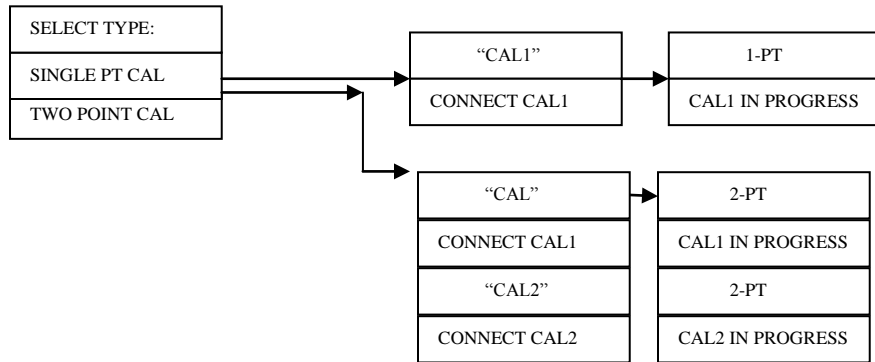 SELECT TYPE:
SINGLE PT CAL
TWO POINT CAL
“CAL1”
CONNECT CAL1
1-PT
CAL1 IN PROGRESS
“CAL”
CONNECT CAL1
“CAL2”
CONNECT CAL2
2-PT
CAL1 IN PROGRESS
2-PT
CAL2 IN PROGRESS